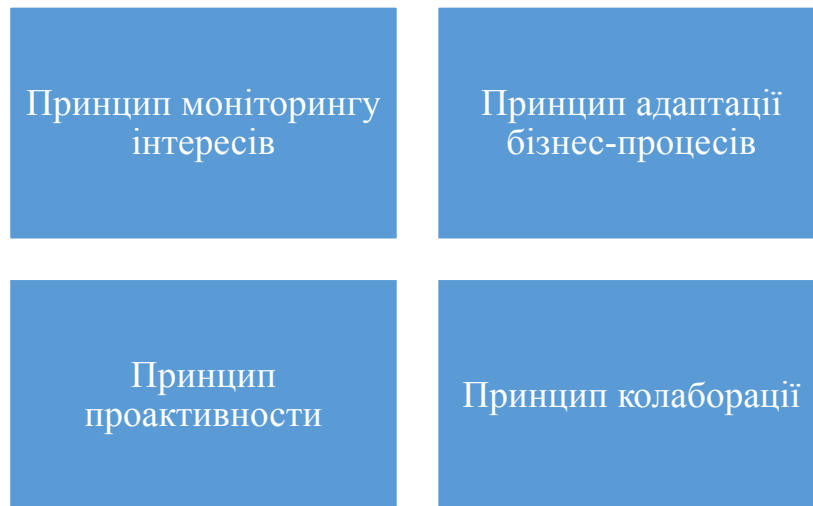 Принцип моніторингу
інтересів
Принцип адаптації
бізнес-процесів
Принцип
проактивности
Принцип колаборації